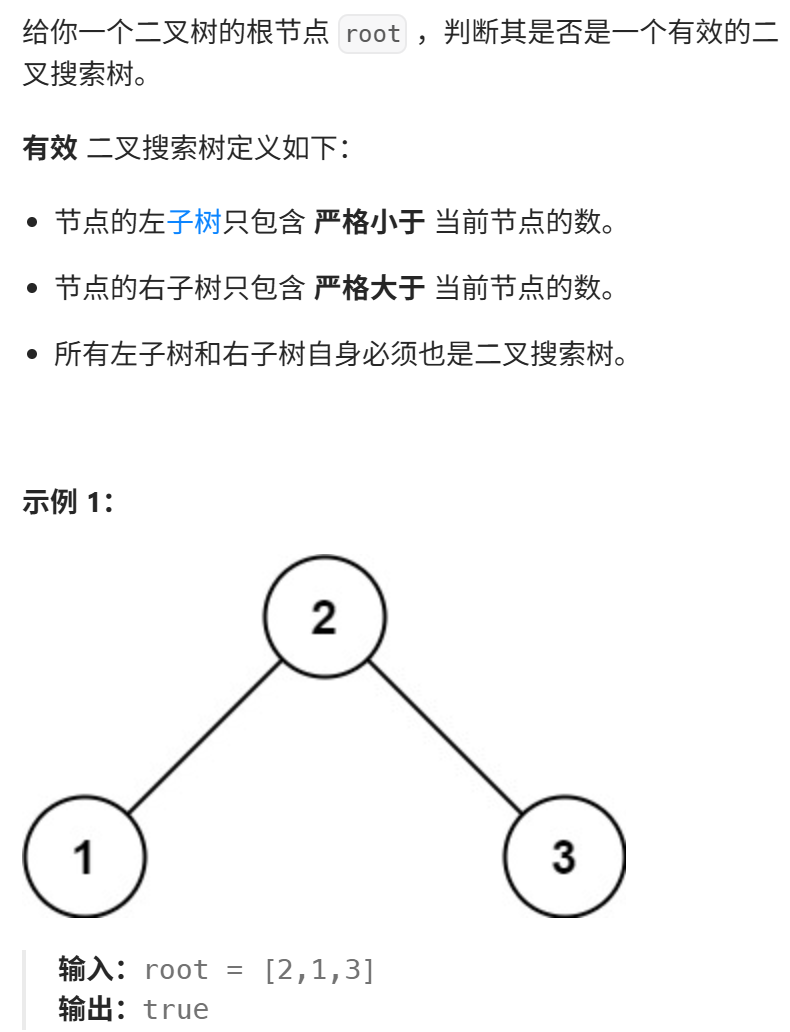 给你一个二叉树的根节点 root ，判断其是否是一个有效的二
叉搜索树。
有效 二叉搜索树定义如下：
节点的左子树只包含 严格小于 当前节点的数。
节点的右子树只包含 严格大于 当前节点的数。
所有左子树和右子树自身必须也是二叉搜索树。
示例 1：
2
1
3
输入：root = [2,1,3]
输出：true